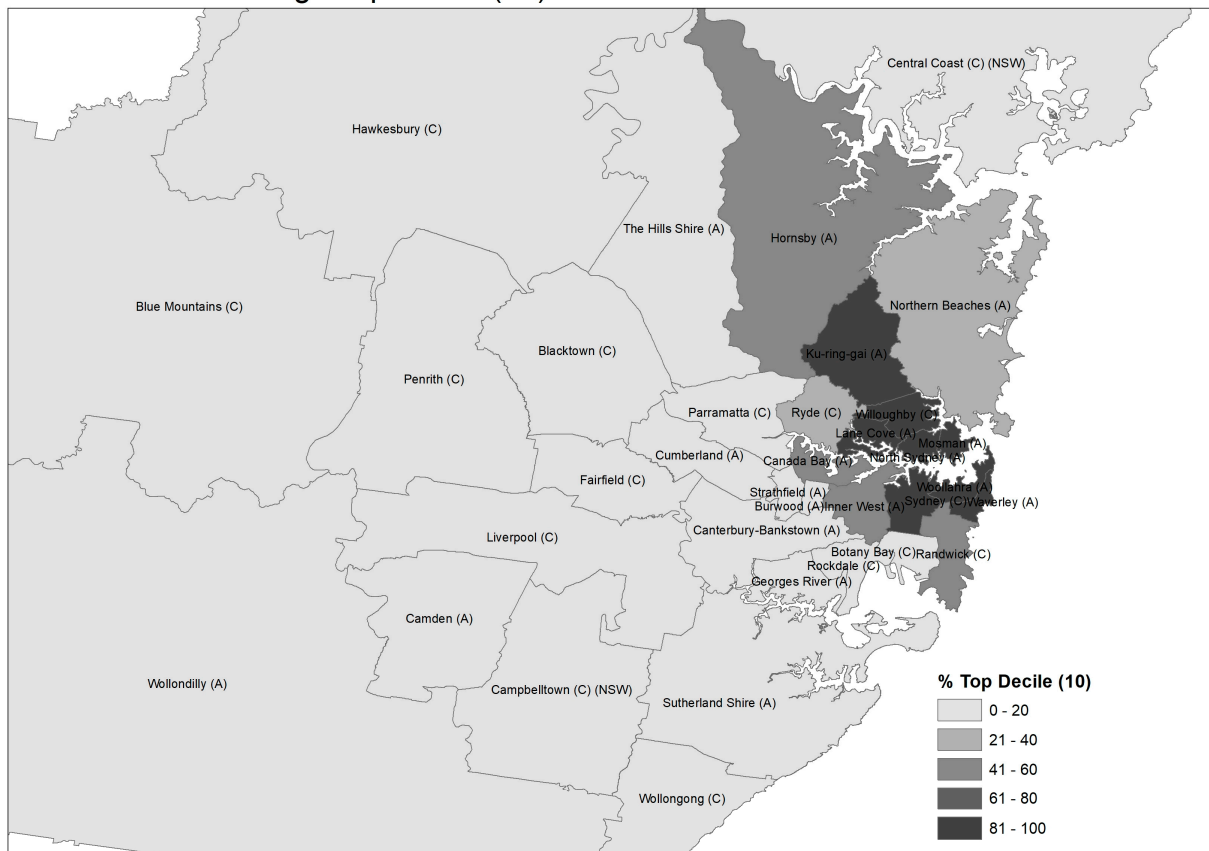 Central Coast (C) (NSW)
Hawkesbury (C)
The Hills Shire (A)
Hornsby (A)
Blue Mountains (C)
Northern Beaches (A)
Blacktown (C)
Ku-ring-gai (A)
Penrith (C)
Parramatta (C)
Ryde (C)
Willoughby (C)
Lane Cove (A)
Mosman (A)
Cumberland (A)
Canada Bay (A)
North Sydney (A)
Fairfield (C)
Strathfield (A)
Woollahra (A)
Burwood (A)
Inner West (A)
Sydney (C)
Waverley (A)
Canterbury-Bankstown (A)
Liverpool (C)
Botany Bay (C)
Randwick (C)
Rockdale (C)
Georges River (A)
Camden (A)
Wollondilly (A)
Campbelltown (C) (NSW)
Sutherland Shire (A)
Wollongong (C)
% Top Decile (10)
0 - 20
21 - 40
41 - 60
61 - 80
81 - 100